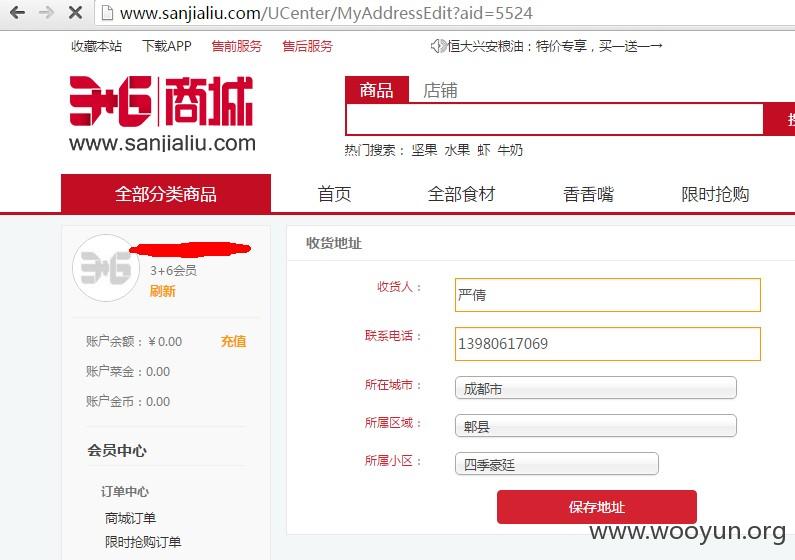 www.sanjialiu.com/UCenter/MyAddressEdit?aid=5524
收藏本站 下载APP 售前服务 售后服务 恒大兴安粮油：特价专享，买一送一→
3+6 商城
www.sanjialiu.com
商品 店铺
热门搜索： 坚果 水果 虾 牛奶
全部分类商品 首页 全部食材 香香嘴 限时抢购
3+6
3+6会员
刷新
账户余额：￥0.00 充值
账户菜金：0.00
账户金币：0.00
会员中心
订单中心
商城订单
限时抢购订单
收货地址
收货人： 严倩
联系电话： 13980617069
所在城市： 成都市
所属区域： 郫县
所属小区： 四季豪廷
保存地址
www.wooyun.org